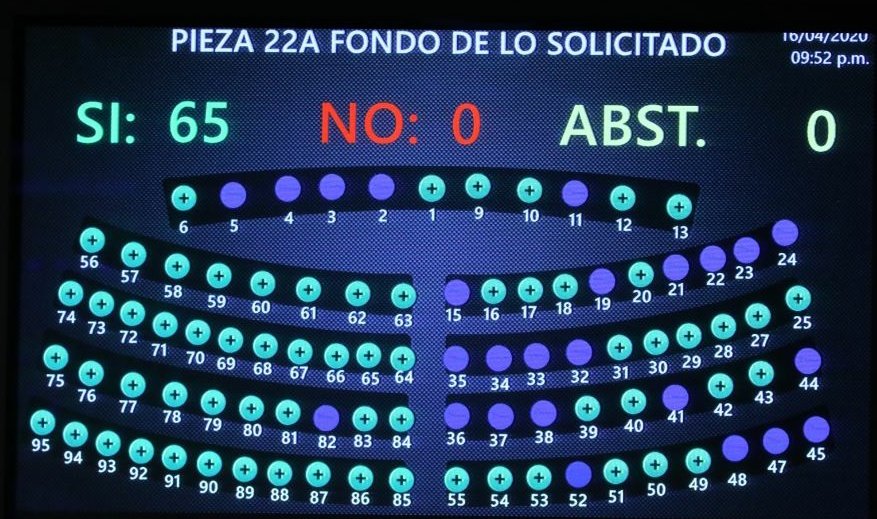 PIEZA 22A FONDO DE LO SOLICITADO
16/04/2020
09:52 p.m.
SI: 65 NO: 0 ABST. 0
6 5 4 3 2 1 9 10 11 12 13
56 57 58 59 60 61 62 63 15 16 17 18 19 20 21 22 23 24
74 73 72 71 70 69 68 67 66 65 64 35 34 33 32 31 30 29 28 27 25
75 76 77 78 79 80 81 82 83 84 36 37 38 39 40 41 42 43 44
95 94 93 92 91 90 89 88 87 86 85 55 54 53 52 51 50 49 48 47 45